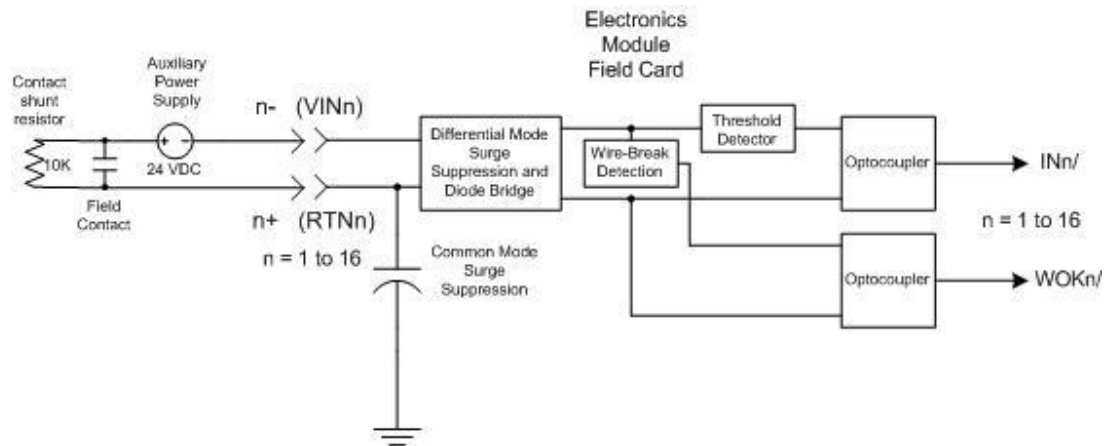 Electronics
Module
Field Card
Auxiliary
Power
Supply
Contact
shunt
resistor
n- (VINn)
+ -
10K
24 VDC
Field
Contact
n+ (RTNn)
n = 1 to 16
Differential Mode
Surge
Suppression and
Diode Bridge
Threshold
Detector
Wire-Break
Detection
Optocoupler
INn/
n = 1 to 16
Common Mode
Surge
Suppression
Optocoupler
WOKn/